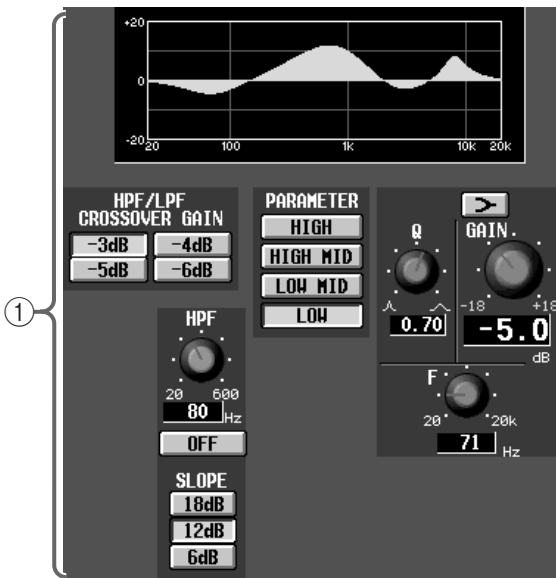 +20
0
-20
20 100 1k 10k 20k
1
HPF/LPF
CROSSOVER GAIN
-3dB -4dB
-5dB -6dB
HPF
20 600
80 Hz
OFF
SLOPE
18dB
12dB
6dB
PARAMETER
HIGH
HIGH MID
LOW MID
LOW
Q
0.70
GAIN
-18 +18
-5.0
dB
F
20 20k
71 Hz